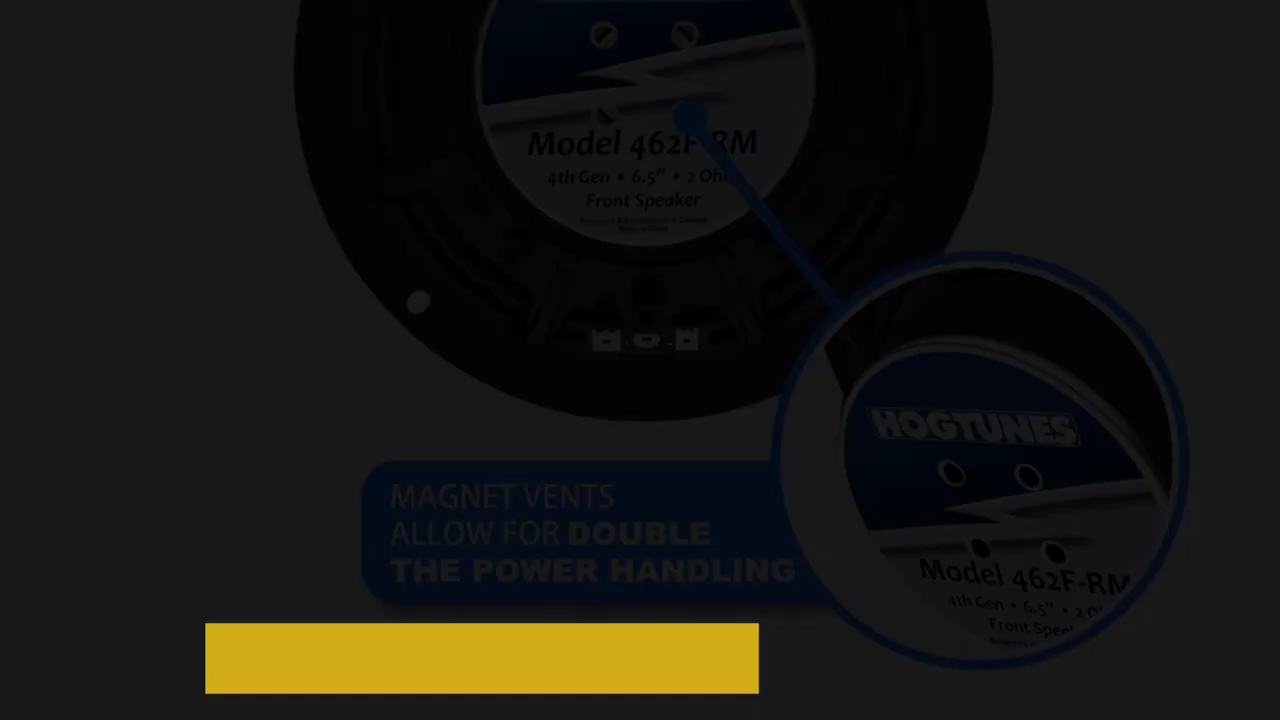 Model 462F-RM
4th Gen • 6.5" • 2 Ohm
Front Speaker
HOGTUNES
MAGNET VENTS
ALLOW FOR DOUBLE
THE POWER HANDLING
Model 462F-RM
4th Gen • 6.5" • 2 O
Front Spea